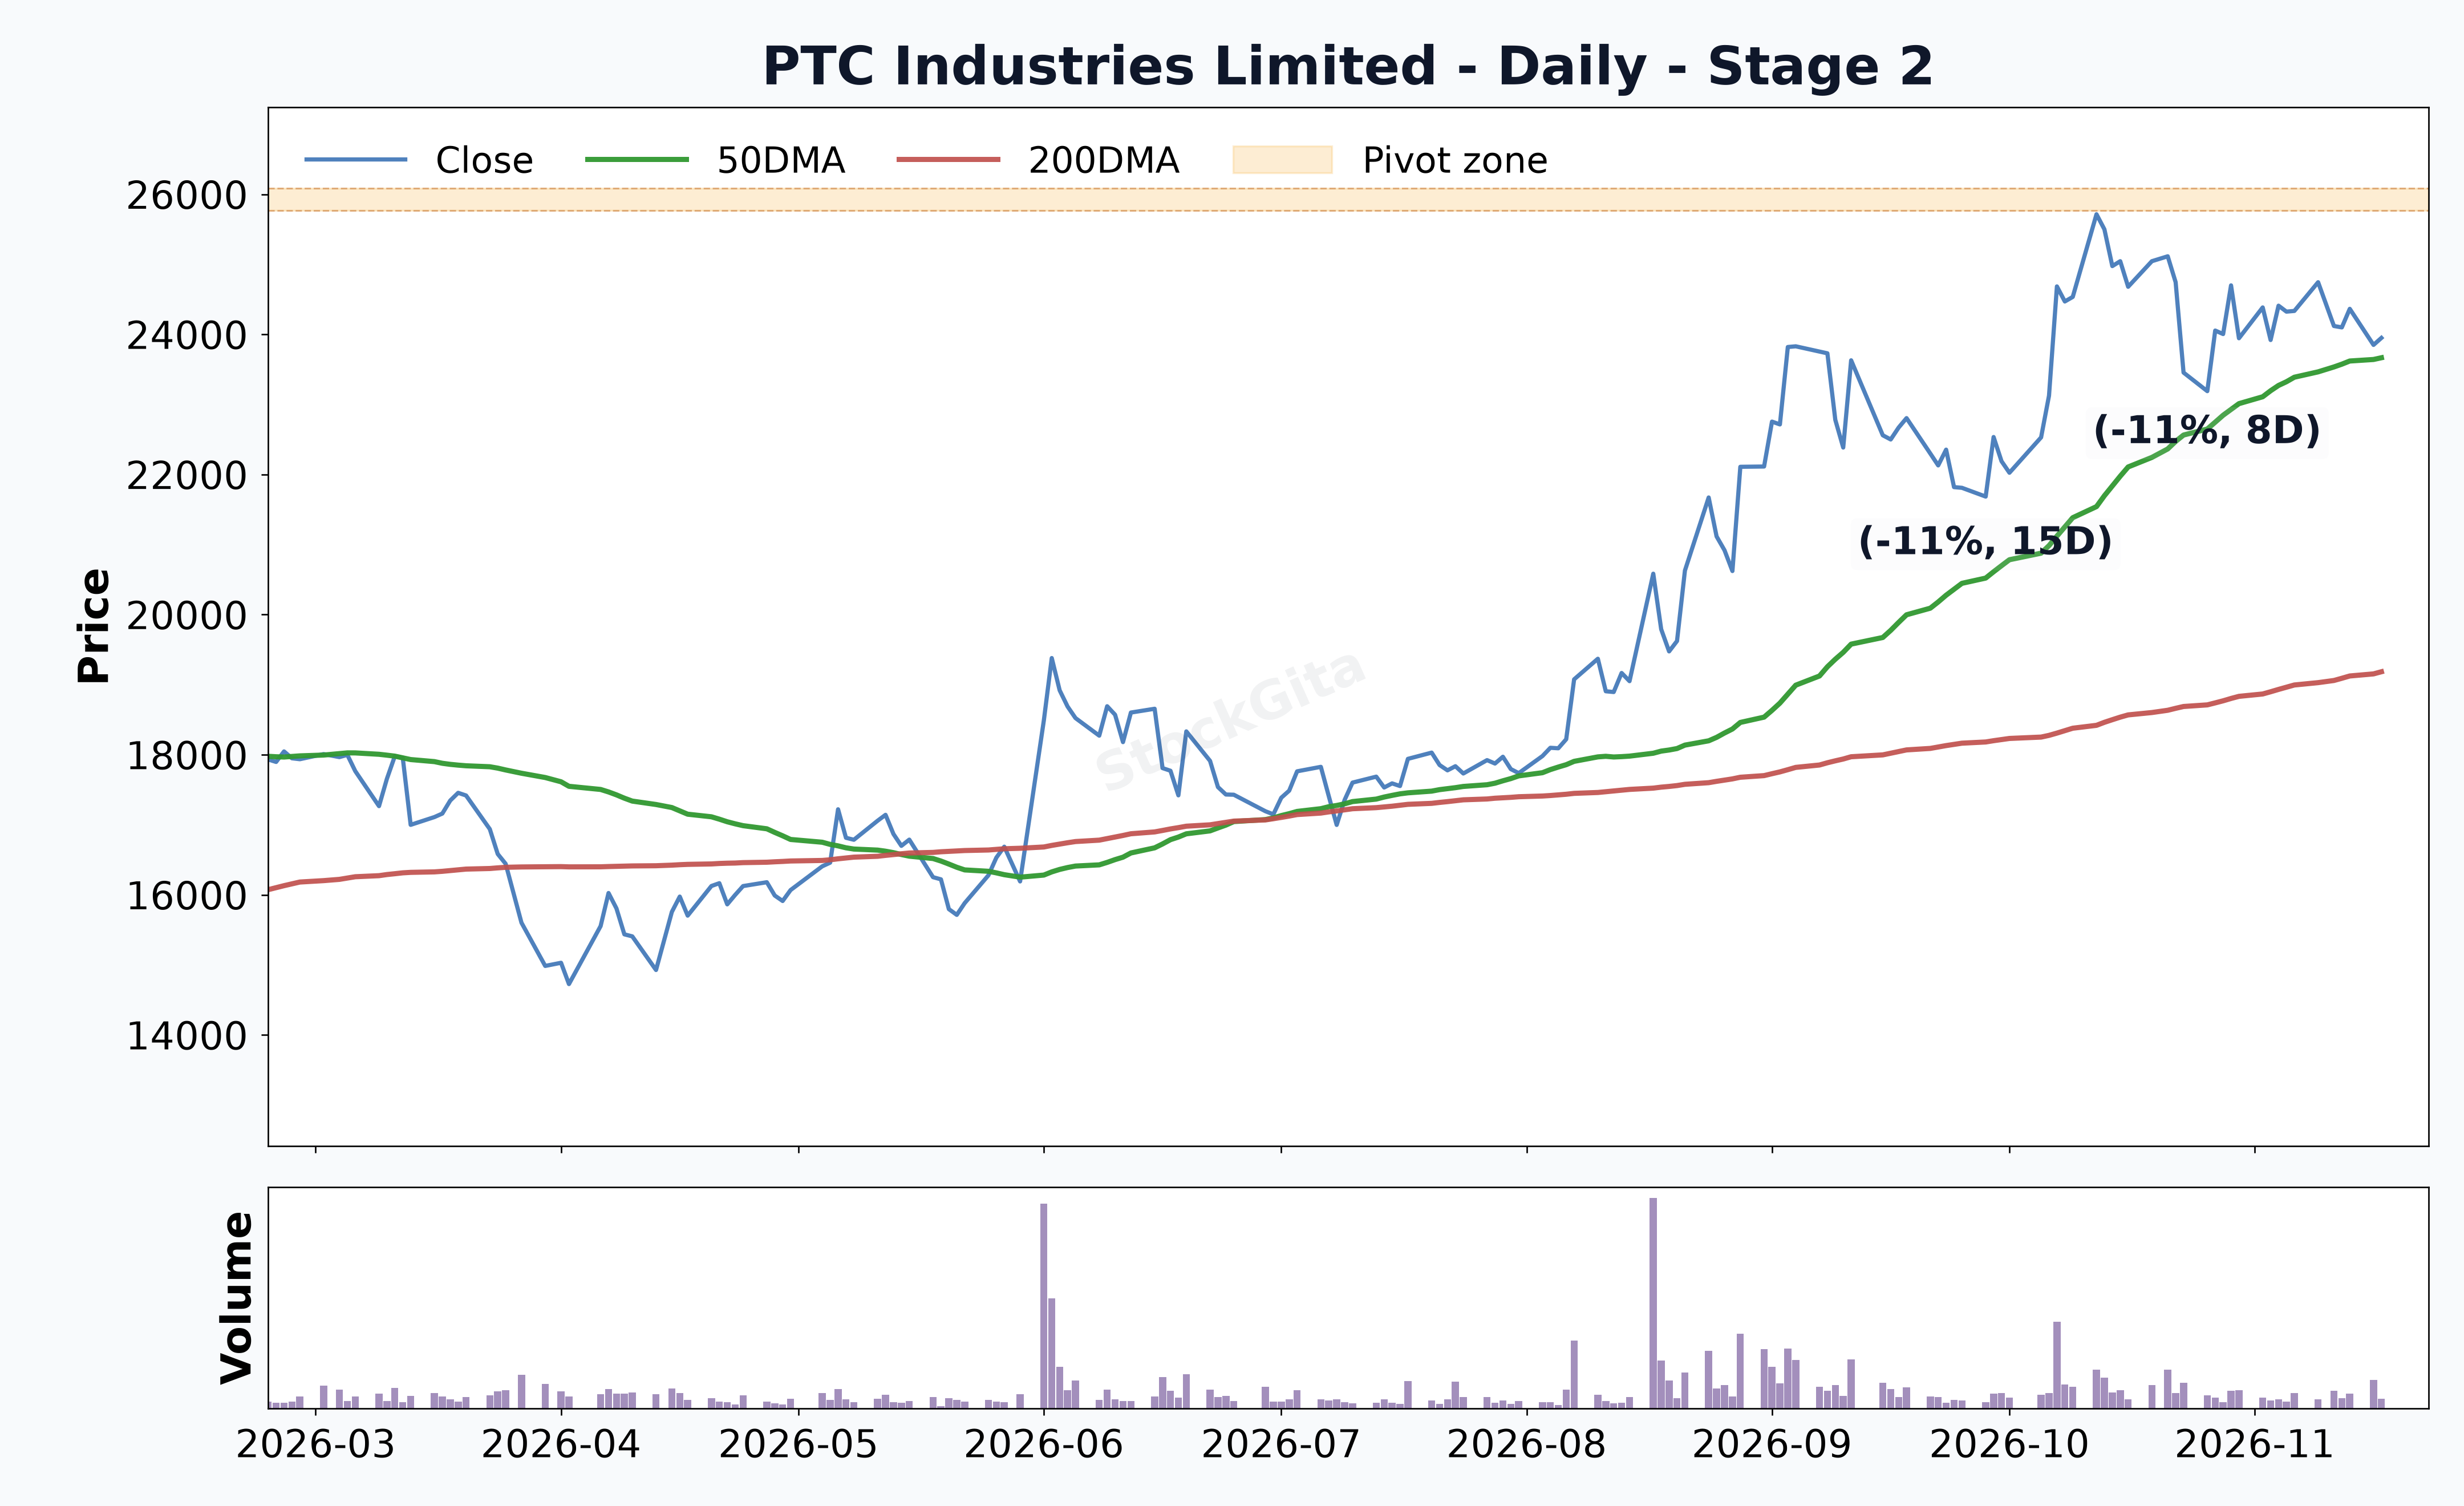 PTC Industries Limited - Daily - Stage 2
Close 50DMA 200DMA Pivot zone
26000
24000
22000
20000
18000
16000
14000
Price
(-11%, 8D)
(-11%, 15D)
StockGita
Volume
2026-03 2026-04 2026-05 2026-06 2026-07 2026-08 2026-09 2026-10 2026-11